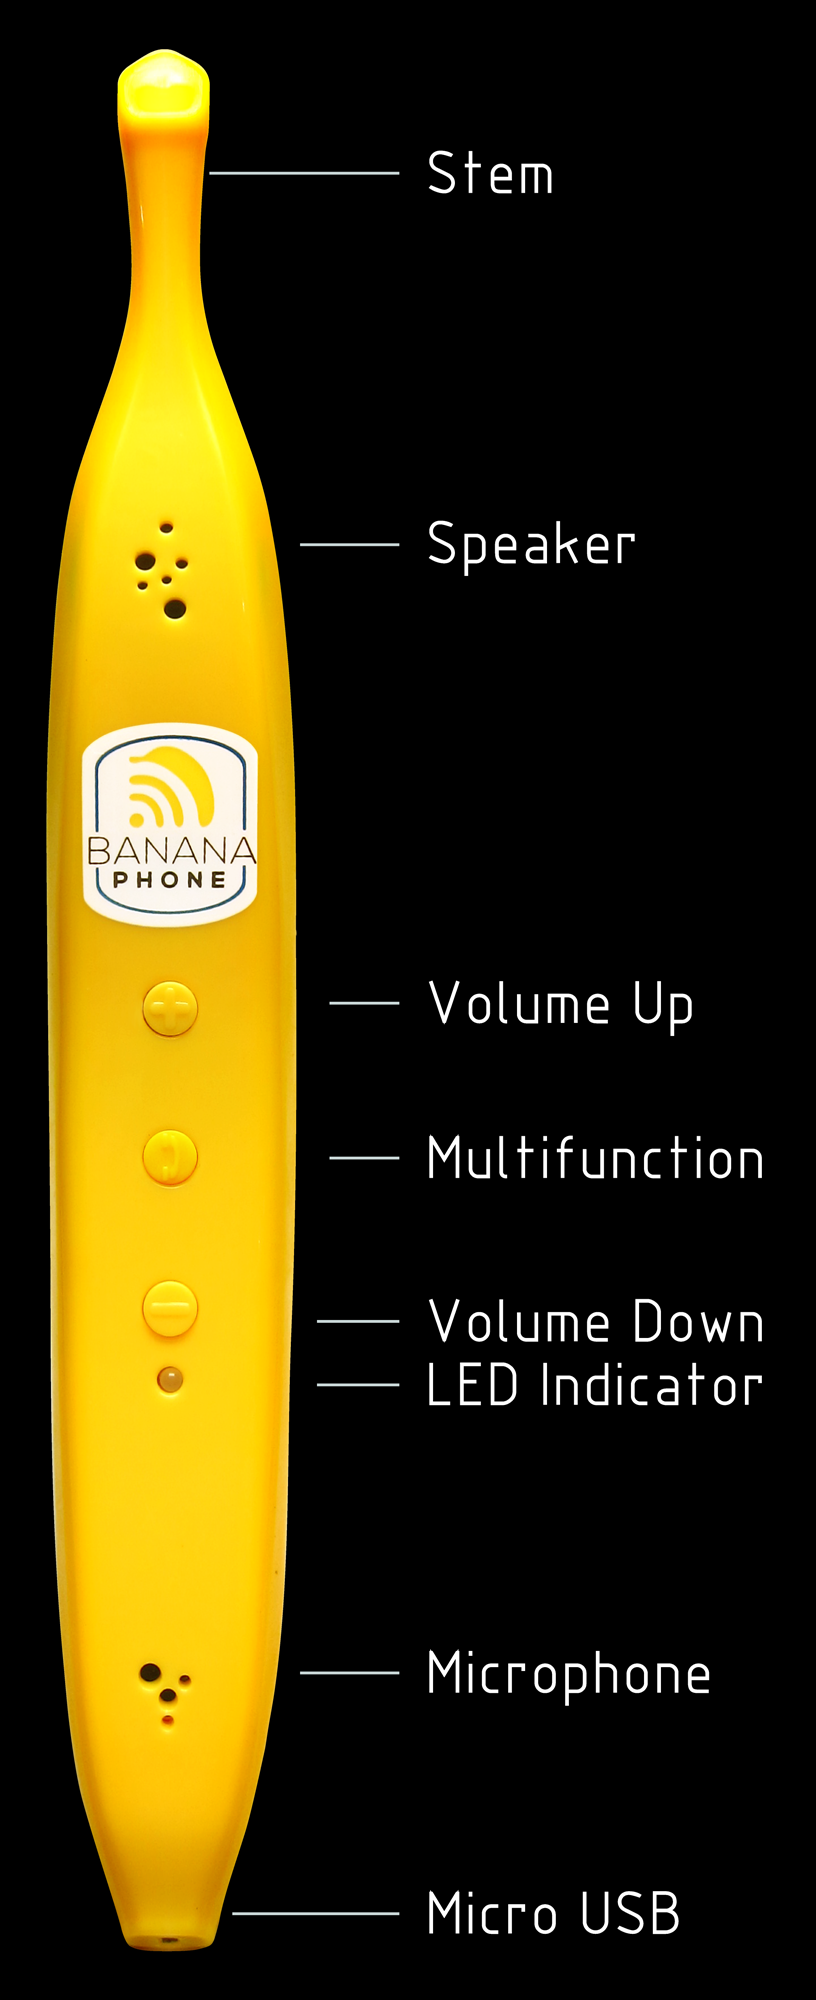 Stem
Speaker
BANANA
PHONE
Volume Up
Multifunction
Volume Down
LED Indicator
Microphone
Micro USB